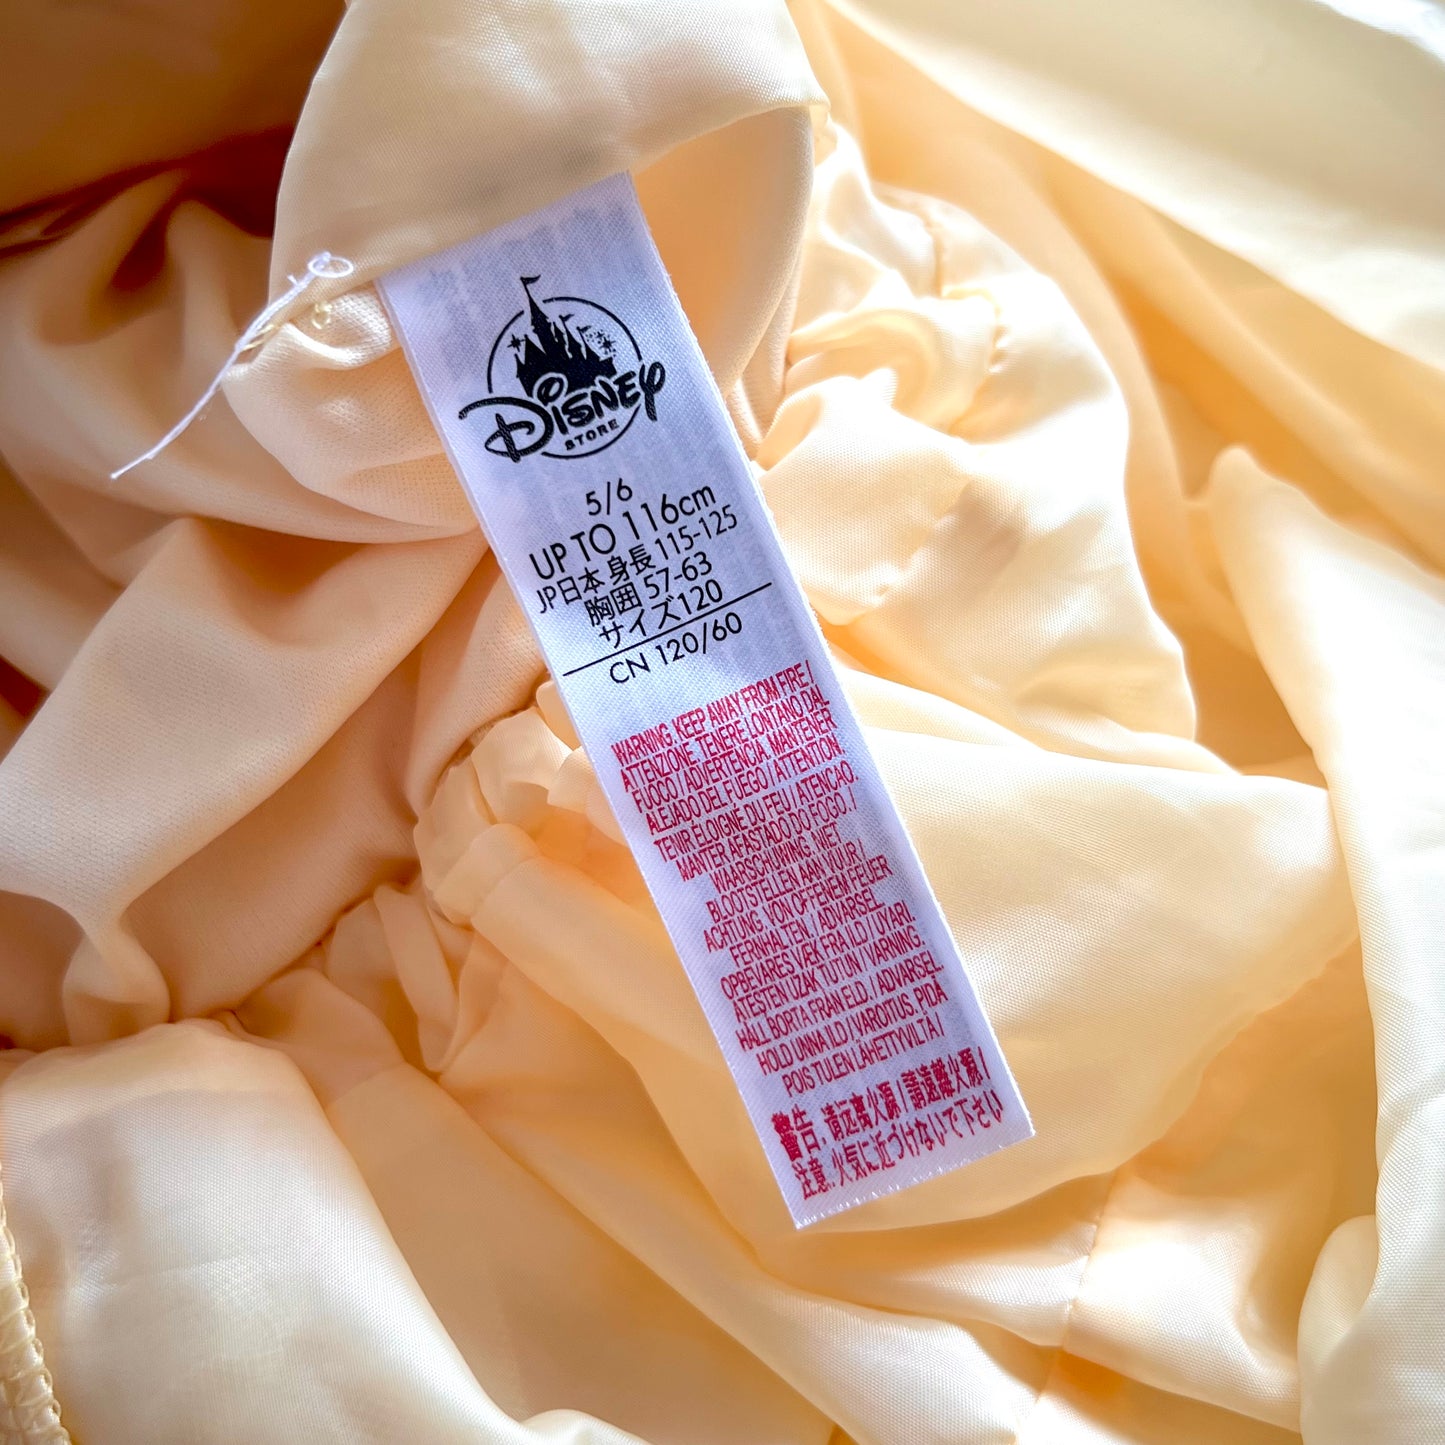 Disney
STORE
5/6
UP TO 116cm
JP日本 身長 115-125
胸囲 57-63
サイズ120
CN 120/60
WARNING. KEEP AWAY FROM FIRE /
ATTENZIONE. TENERE LONTANO DAL
FUOCO / ADVERTENCIA. MANTENER
ALEJADO DEL FUEGO / ATTENTION.
TENIR ÉLOIGNE DU FEU / ATENCAO.
MANTER AFASTADO DO FOGO. /
WAARSCHUWING. NIET
BLOOTSTELLEN AAN VUUR /
ACHTUNG. VON OFFENEM FEUER
FERNHALTEN. / ADVARSEL.
OPBEVARES VÆK FRA ILD / UYARI.
ATESTEN UZAK TUTUN / VARNING.
HALL BORTA FRAN ELD. / ADVARSEL.
HOLD UNNA ILD / VAROITUS. PIDÄ
POIS TULEN LÄHETTYVILTÄ /
警告. 请远离火源 / 請遠離火源 /
注意. 火気に近づけないで下さい